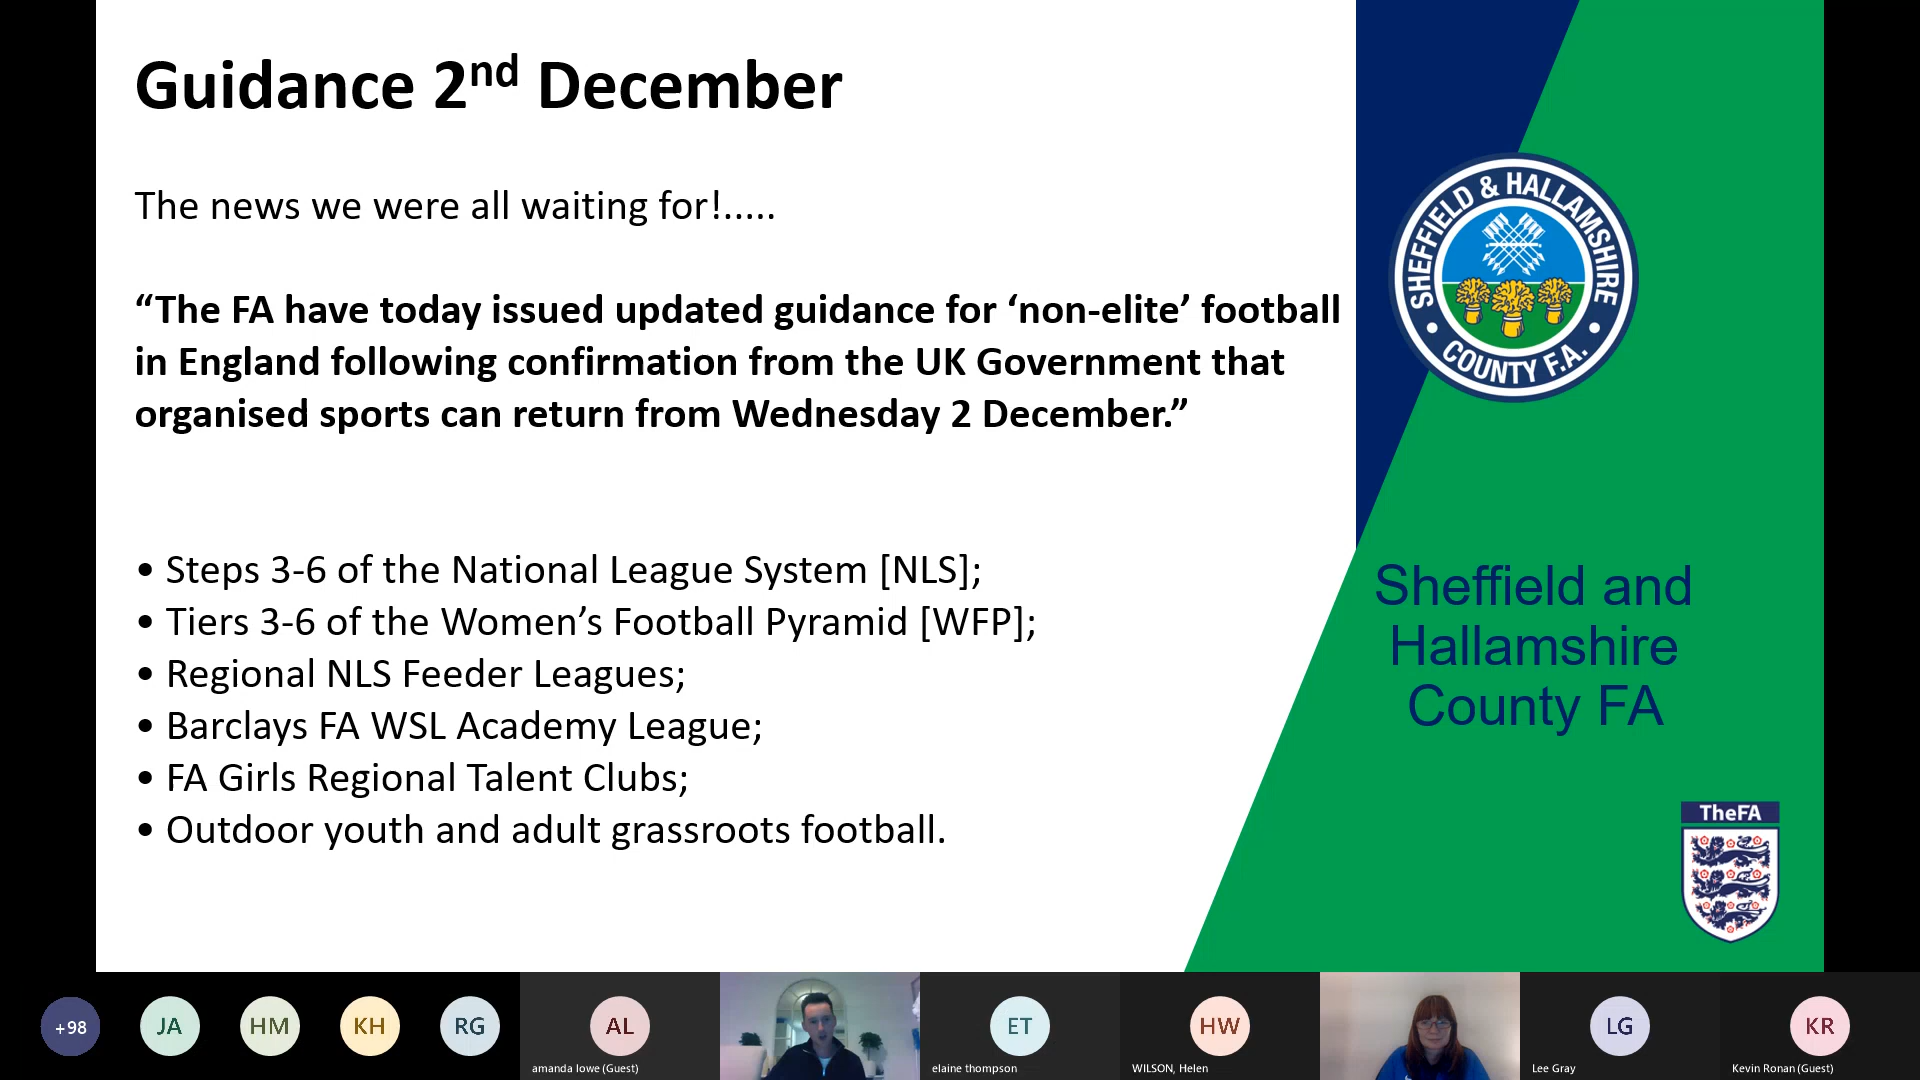 Guidance 2nd December
The news we were all waiting for!.....
“The FA have today issued updated guidance for ‘non-elite’ football
in England following confirmation from the UK Government that
organised sports can return from Wednesday 2 December.”
• Steps 3-6 of the National League System [NLS];
• Tiers 3-6 of the Women’s Football Pyramid [WFP];
• Regional NLS Feeder Leagues;
• Barclays FA WSL Academy League;
• FA Girls Regional Talent Clubs;
• Outdoor youth and adult grassroots football.
SHEFFIELD & HALLAMSHIRE
• COUNTY F.A. •
Sheffield and
Hallamshire
County FA
TheFA
+98
JA
HM
KH
RG
AL
amanda lowe (Guest)
ET
elaine thompson
HW
WILSON, Helen
LG
Lee Gray
KR
Kevin Ronan (Guest)